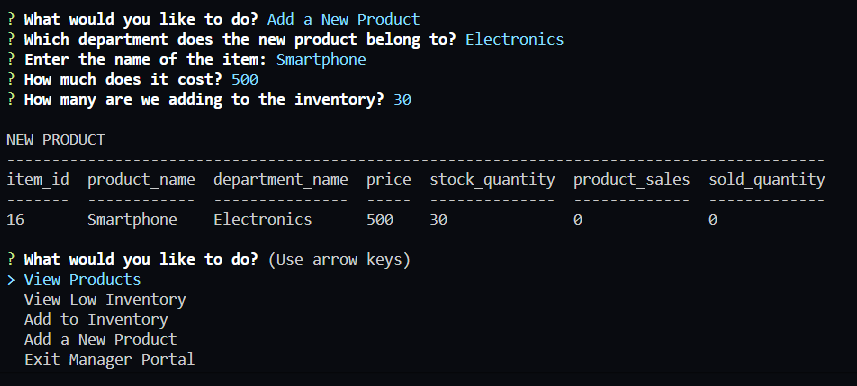 ? What would you like to do? Add a New Product
? Which department does the new product belong to? Electronics
? Enter the name of the item: Smartphone
? How much does it cost? 500
? How many are we adding to the inventory? 30
NEW PRODUCT
-------------------------------------------------------------------------------------------
item_id  product_name  department_name  price  stock_quantity  product_sales  sold_quantity
-------  ------------  ---------------  -----  --------------  -------------  -------------
16       Smartphone    Electronics      500    30              0              0
? What would you like to do? (Use arrow keys)
> View Products
  View Low Inventory
  Add to Inventory
  Add a New Product
  Exit Manager Portal